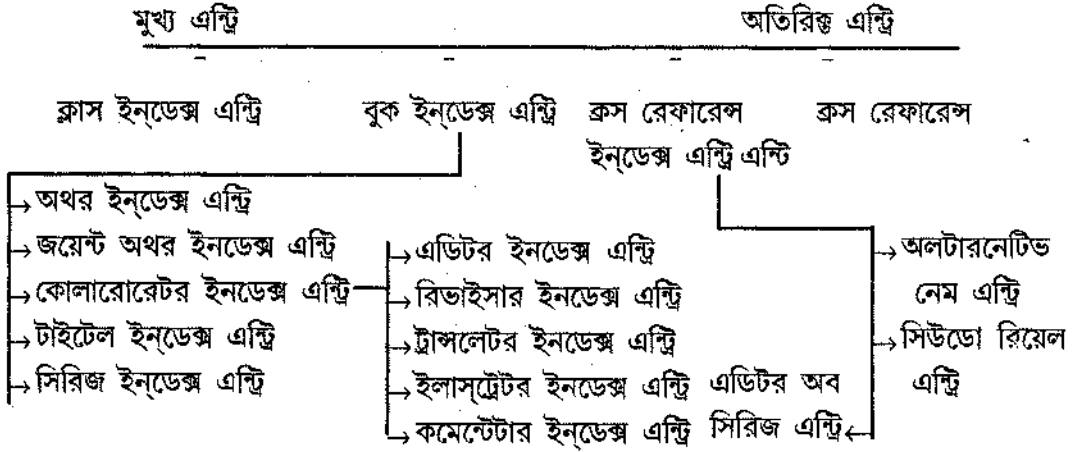 মুখ্য এন্ট্রি অতিরিক্ত এন্ট্রি
ক্লাস ইন্‌ডেক্স এন্ট্রি বুক ইন্‌ডেক্স এন্ট্রি ক্রস রেফারেন্স ক্রস রেফারেন্স
ইন্‌ডেক্স এন্ট্রি এন্টি
অথর ইন্‌ডেক্স এন্ট্রি
জয়েন্ট অথর ইনডেক্স এন্ট্রি
কোলারোরেটর ইনডেক্স এন্ট্রি
টাইটেল ইন্‌ডেক্স এন্ট্রি
সিরিজ ইন্‌ডেক্স এন্ট্রি
এডিটর ইনডেক্স এন্ট্রি
রিভাইসার ইনডেক্স এন্ট্রি
ট্রান্সলেটর ইনডেক্স এন্ট্রি
ইলাস্ট্রেটর ইনডেক্স এন্ট্রি
কমেন্টেটার ইন্‌ডেক্স এন্ট্রি
এডিটর অব
সিরিজ এন্ট্রি
অলটারনেটিভ
নেম এন্ট্রি
সিউডো রিয়েল
এন্ট্রি